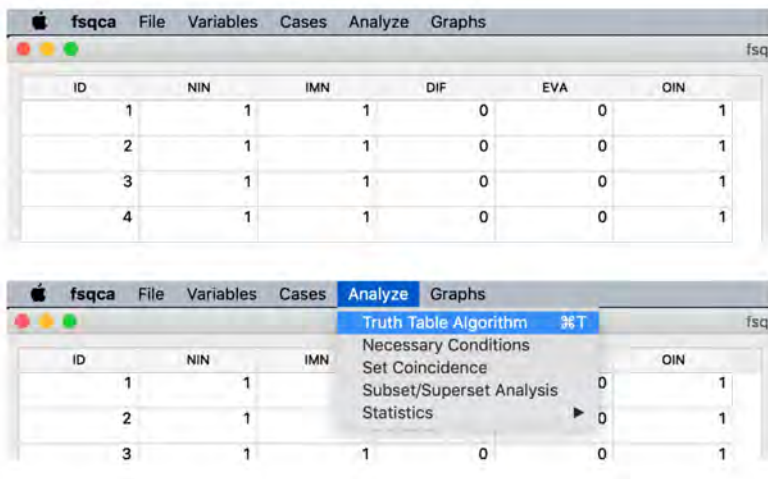 fsqca File Variables Cases Analyze Graphs
fsq
ID NIN IMN DIF EVA OIN
1 1 1 0 0 1
2 1 1 0 0 1
3 1 1 0 0 1
4 1 1 0 0 1
fsqca File Variables Cases Analyze Graphs
Truth Table Algorithm ⌘T
fsq
Necessary Conditions
ID NIN IMN Set Coincidence OIN
1 1 Subset/Superset Analysis 0 1
2 1 Statistics ▶ 0 1
3 1 1 0 0 1